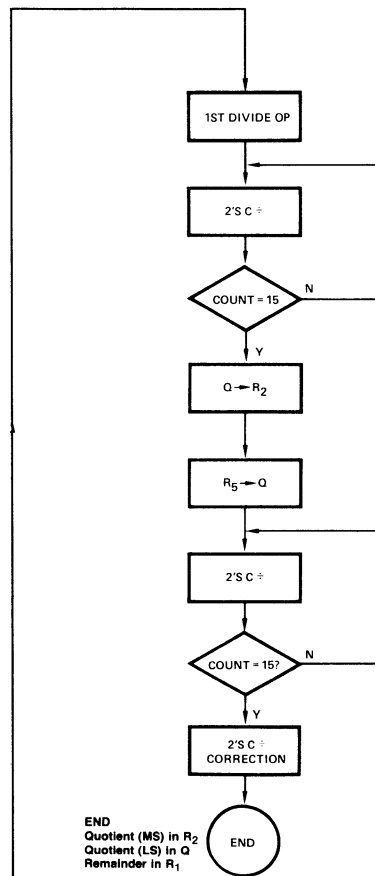 1ST DIVIDE OP
2'S C ÷
COUNT = 15
N
Y
Q → R₂
R₅ → Q
2'S C ÷
COUNT = 15?
N
Y
2'S C ÷
CORRECTION
END
END
Quotient (MS) in R₂
Quotient (LS) in Q
Remainder in R₁